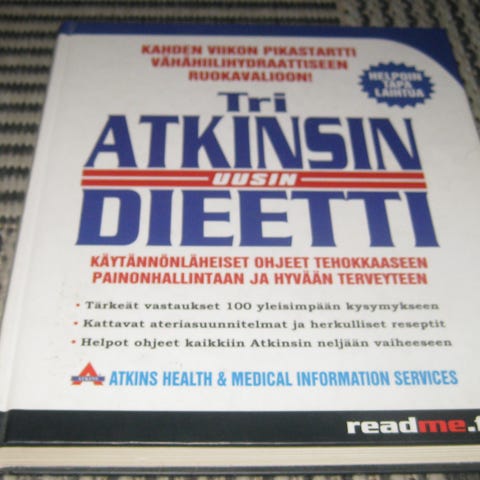 KAHDEN VIIKON PIKASTARTTI
VÄHÄHIILIHYDRAATTISEEN
RUOKAVALIOON!
HELPOIN
TAPA
LAIHTUA
Tri
ATKINSIN
UUSIN
DIEETTI
KÄYTÄNNÖNLÄHEISET OHJEET TEHOKKAASEEN
PAINONHALLINTAAN JA HYVÄÄN TERVEYTEEN
• Tärkeät vastaukset 100 yleisimpään kysymykseen
• Kattavat ateriasuunnitelmat ja herkulliset reseptit
• Helpot ohjeet kaikkiin Atkinsin neljään vaiheeseen
ATKINS
ATKINS HEALTH & MEDICAL INFORMATION SERVICES
readme.f